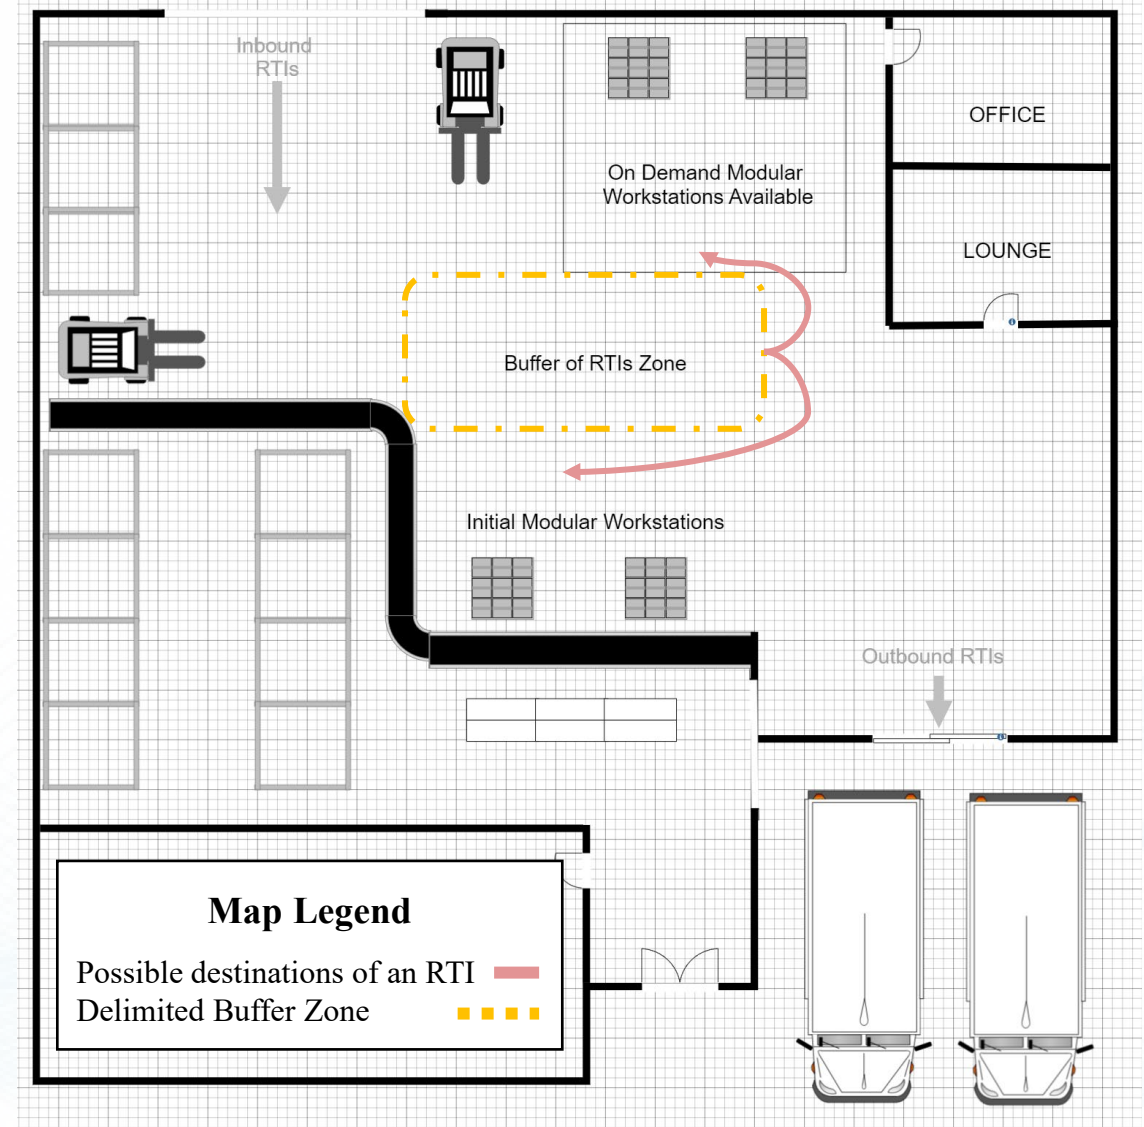 Inbound
RTIs
On Demand Modular
Workstations Available
OFFICE
LOUNGE
Buffer of RTIs Zone
Initial Modular Workstations
Outbound RTIs
Map Legend
Possible destinations of an RTI
Delimited Buffer Zone